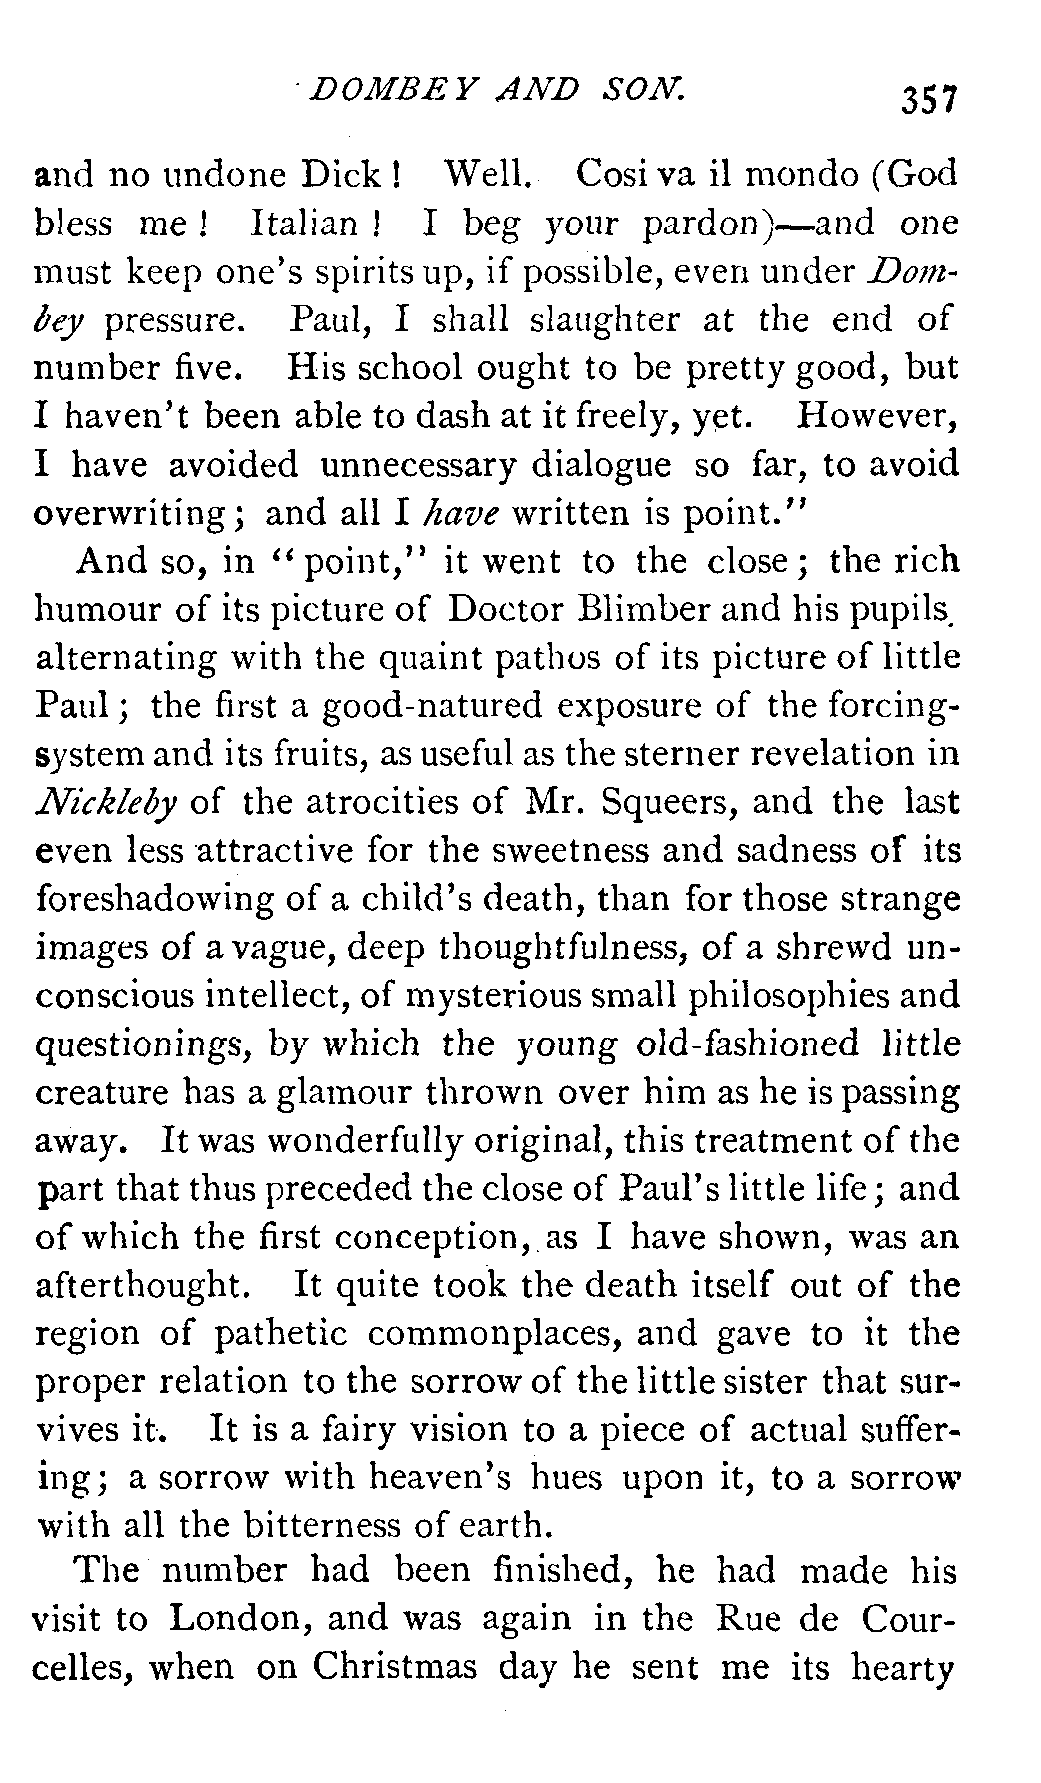 DOMBEY AND SON. 357
and no undone Dick! Well. Cosi va il mondo (God
bless me! Italian! I beg your pardon)—and one
must keep one's spirits up, if possible, even under Dom-
bey pressure. Paul, I shall slaughter at the end of
number five. His school ought to be pretty good, but
I haven't been able to dash at it freely, yet. However,
I have avoided unnecessary dialogue so far, to avoid
overwriting; and all I have written is point."
And so, in "point," it went to the close; the rich
humour of its picture of Doctor Blimber and his pupils.
alternating with the quaint pathos of its picture of little
Paul; the first a good-natured exposure of the forcing-
system and its fruits, as useful as the sterner revelation in
Nickleby of the atrocities of Mr. Squeers, and the last
even less attractive for the sweetness and sadness of its
foreshadowing of a child's death, than for those strange
images of a vague, deep thoughtfulness, of a shrewd un-
conscious intellect, of mysterious small philosophies and
questionings, by which the young old-fashioned little
creature has a glamour thrown over him as he is passing
away. It was wonderfully original, this treatment of the
part that thus preceded the close of Paul's little life; and
of which the first conception, as I have shown, was an
afterthought. It quite took the death itself out of the
region of pathetic commonplaces, and gave to it the
proper relation to the sorrow of the little sister that sur-
vives it. It is a fairy vision to a piece of actual suffer-
ing; a sorrow with heaven's hues upon it, to a sorrow
with all the bitterness of earth.
The number had been finished, he had made his
visit to London, and was again in the Rue de Cour-
celles, when on Christmas day he sent me its hearty